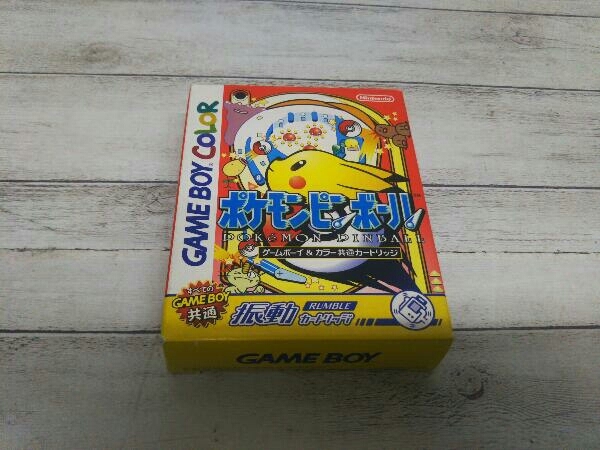 Nintendo
GAME BOY COLOR
ポケモンピンボール
POKéMON PINBALL
ゲームボーイ&カラー共通カートリッジ
すべての
GAME BOY
共通
振動
RUMBLE
カートリッジ
GAME BOY